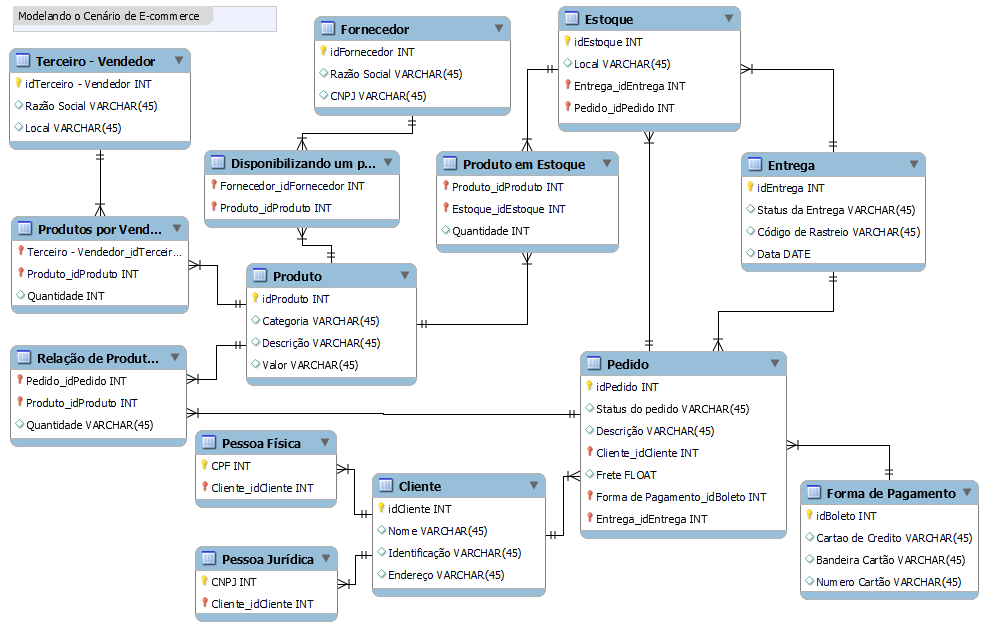 Modelando o Cenário de E-commerce
Terceiro - Vendedor
idTerceiro - Vendedor INT
Razão Social VARCHAR(45)
Local VARCHAR(45)
Fornecedor
idFornecedor INT
Razão Social VARCHAR(45)
CNPJ VARCHAR(45)
Estoque
idEstoque INT
Local VARCHAR(45)
Entrega_idEntrega INT
Pedido_idPedido INT
Disponibilizando um p...
Fornecedor_idFornecedor INT
Produto_idProduto INT
Produto em Estoque
Produto_idProduto INT
Estoque_idEstoque INT
Quantidade INT
Entrega
idEntrega INT
Status da Entrega VARCHAR(45)
Código de Rastreio VARCHAR(45)
Data DATE
Produtos por Vend...
Terceiro - Vendedor_idTerceir...
Produto_idProduto INT
Quantidade INT
Produto
idProduto INT
Categoria VARCHAR(45)
Descrição VARCHAR(45)
Valor VARCHAR(45)
Relação de Produt...
Pedido_idPedido INT
Produto_idProduto INT
Quantidade VARCHAR(45)
Pedido
idPedido INT
Status do pedido VARCHAR(45)
Descrição VARCHAR(45)
Cliente_idCliente INT
Frete FLOAT
Forma de Pagamento_idBoleto INT
Entrega_idEntrega INT
Pessoa Física
CPF INT
Cliente_idCliente INT
Cliente
idCliente INT
Nome VARCHAR(45)
Identificação VARCHAR(45)
Endereço VARCHAR(45)
Forma de Pagamento
idBoleto INT
Cartao de Credito VARCHAR(45)
Bandeira Cartão VARCHAR(45)
Numero Cartão VARCHAR(45)
Pessoa Jurídica
CNPJ INT
Cliente_idCliente INT